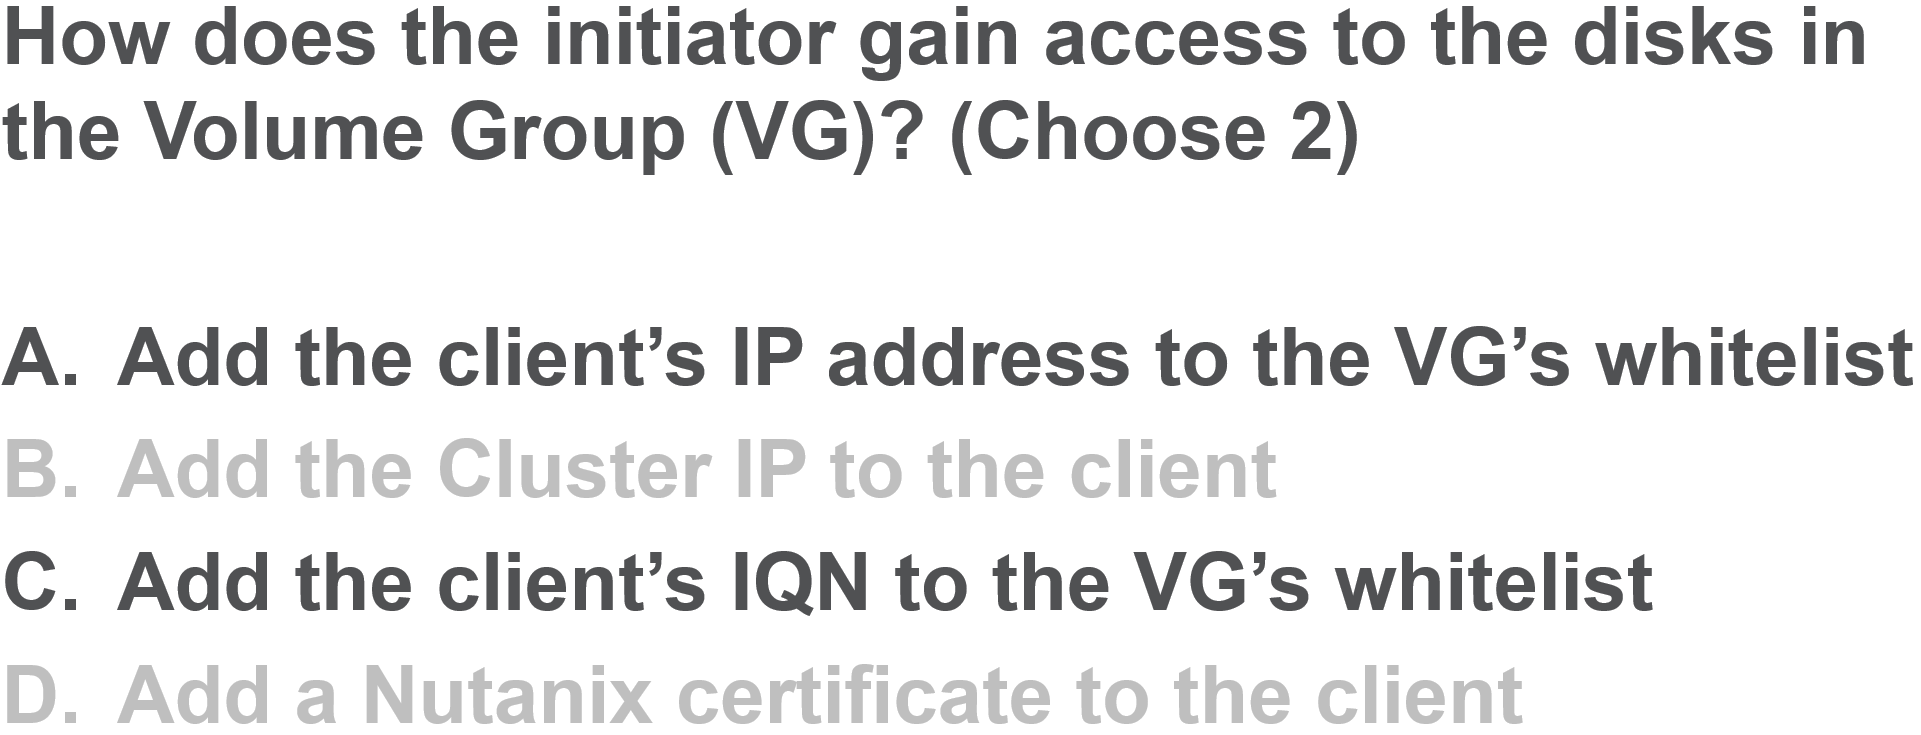 How does the initiator gain access to the disks in
the Volume Group (VG)? (Choose 2)
A. Add the client’s IP address to the VG’s whitelist
B. Add the Cluster IP to the client
C. Add the client’s IQN to the VG’s whitelist
D. Add a Nutanix certificate to the client